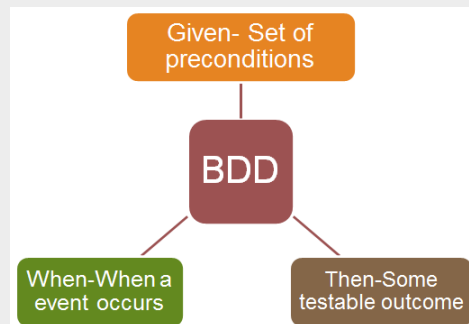 Given- Set of
preconditions
BDD
When-When a
event occurs
Then-Some
testable outcome